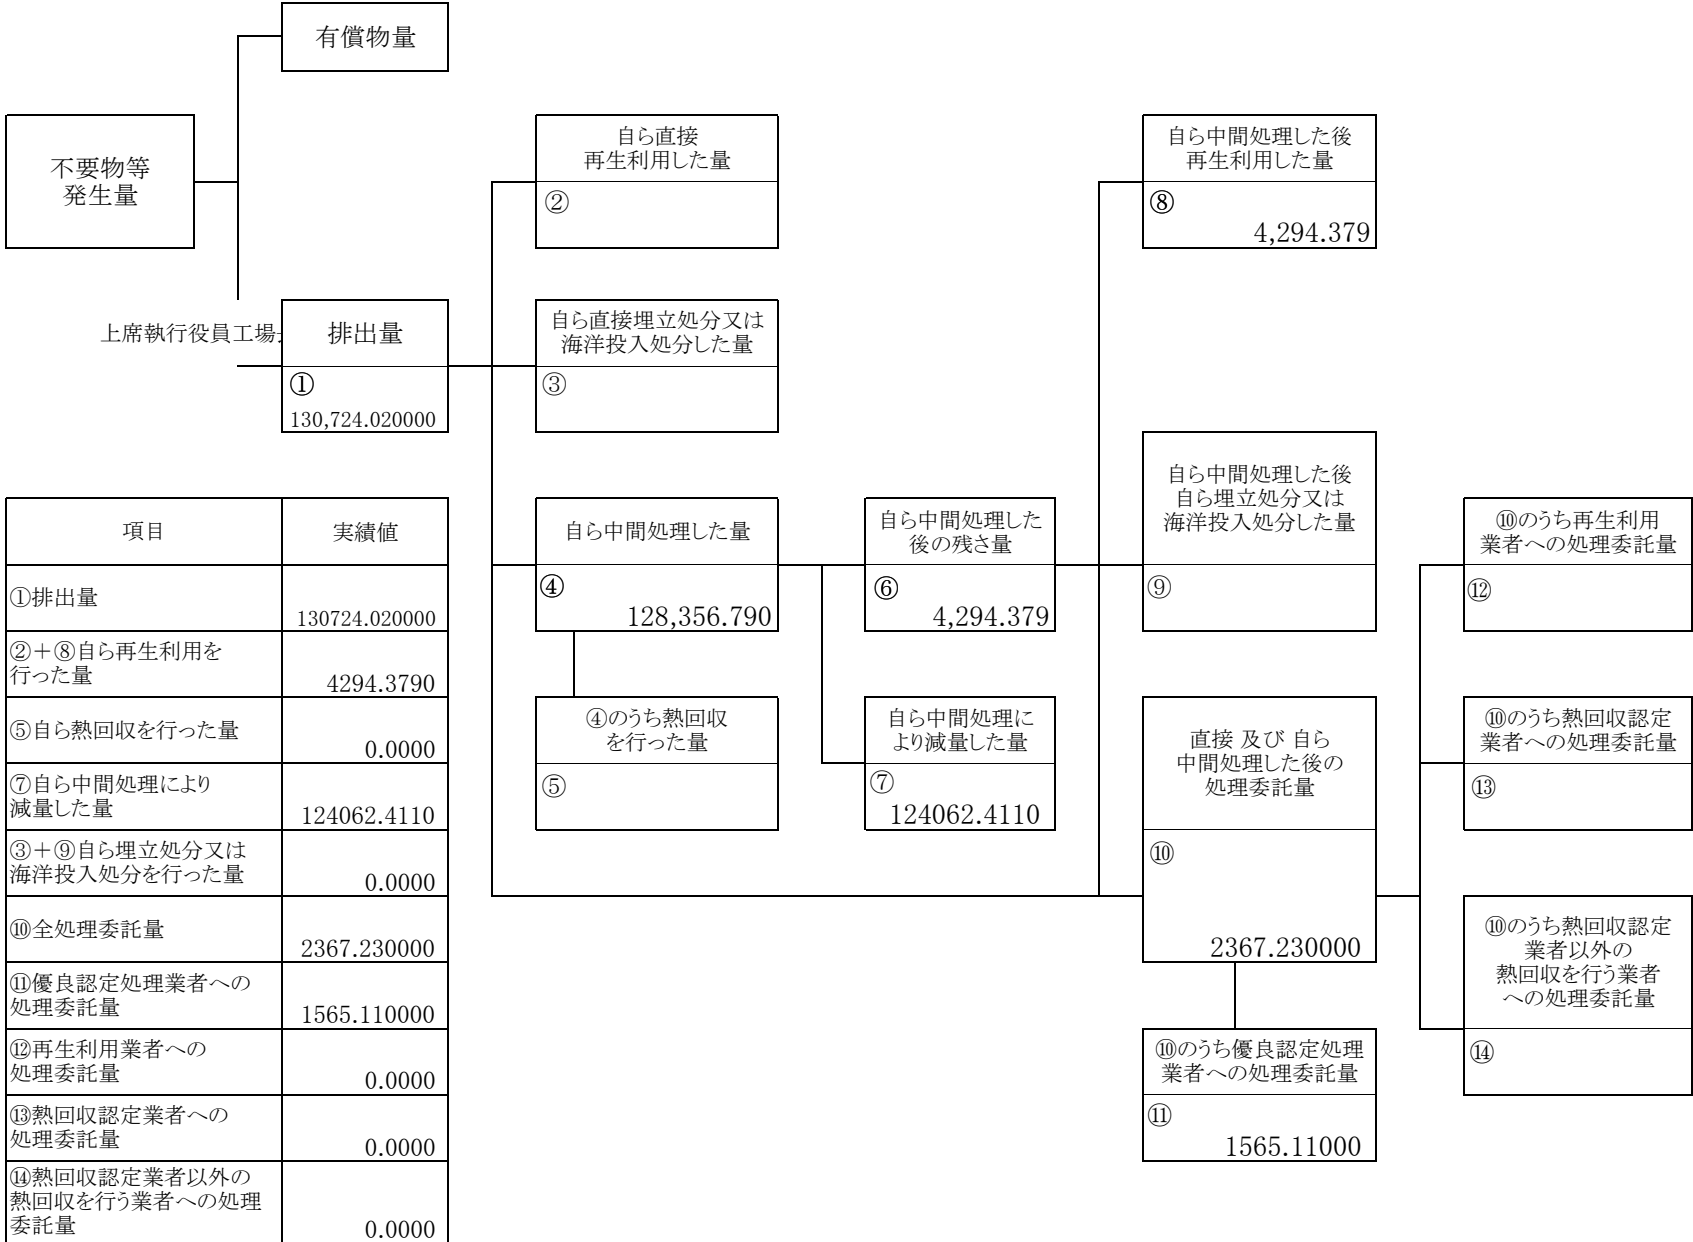 有償物量
不要物等
発生量
自ら直接
再生利用した量
②
自ら中間処理した後
再生利用した量
⑧
4,294.379
上席執行役員工場
排出量
①
130,724.020000
自ら直接埋立処分又は
海洋投入処分した量
③
自ら中間処理した量
④
128,356.790
自ら中間処理した
後の残さ量
⑥
4,294.379
自ら中間処理した後
自ら埋立処分又は
海洋投入処分した量
⑨
⑩のうち再生利用
業者への処理委託量
⑫
④のうち熱回収
を行った量
⑤
自ら中間処理に
より減量した量
⑦
124062.4110
直接 及び 自ら
中間処理した後の
処理委託量
⑩
2367.230000
⑩のうち熱回収認定
業者への処理委託量
⑬
⑩のうち熱回収認定
業者以外の
熱回収を行う業者
への処理委託量
⑭
⑩のうち優良認定処理
業者への処理委託量
⑪
1565.11000
項目
実績値
①排出量
130724.020000
②＋⑧自ら再生利用を
行った量
4294.3790
⑤自ら熱回収を行った量
0.0000
⑦自ら中間処理により
減量した量
124062.4110
③＋⑨自ら埋立処分又は
海洋投入処分を行った量
0.0000
⑩全処理委託量
2367.230000
⑪優良認定処理業者への
処理委託量
1565.110000
⑫再生利用業者への
処理委託量
0.0000
⑬熱回収認定業者への
処理委託量
0.0000
⑭熱回収認定業者以外の
熱回収を行う業者への処理
委託量
0.0000